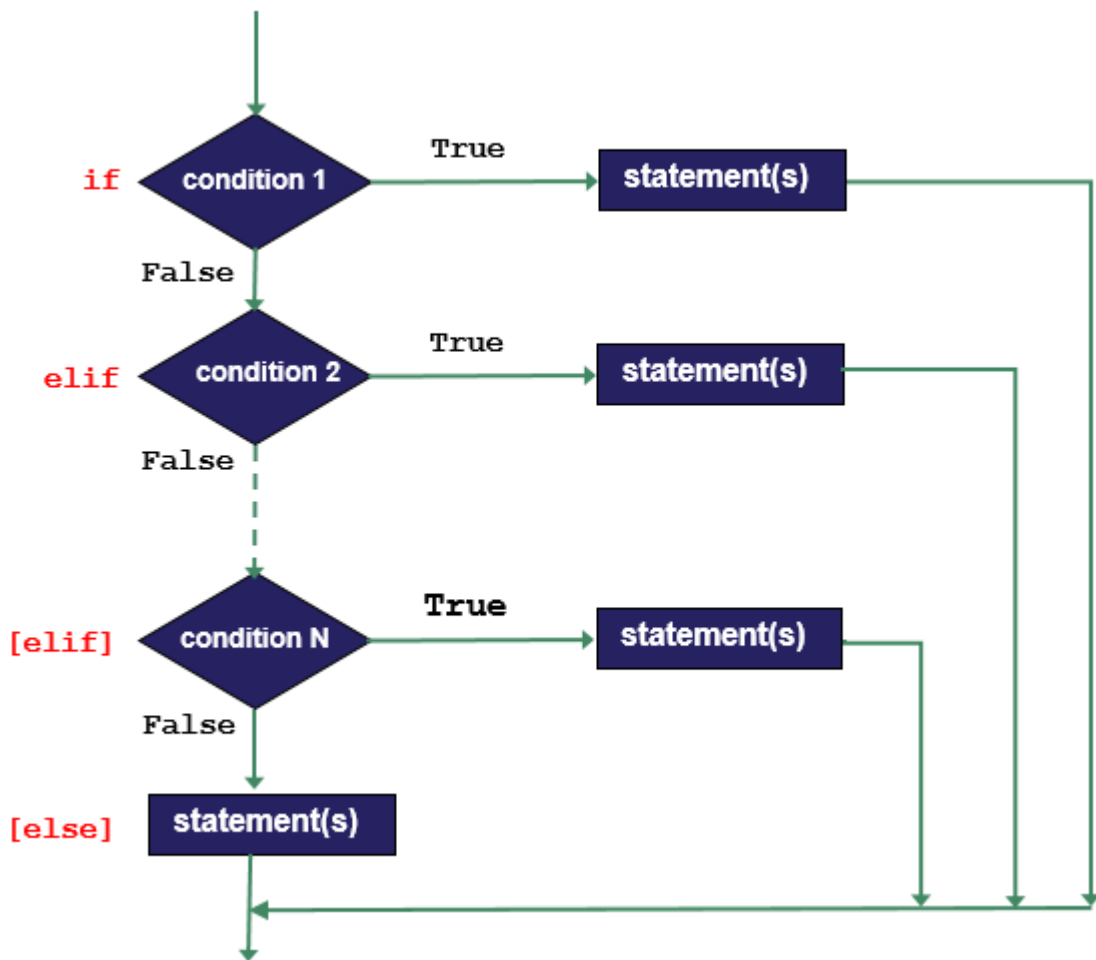 True
if condition 1 statement(s)
False
True
elif condition 2 statement(s)
False
True
[elif] condition N statement(s)
False
[else] statement(s)